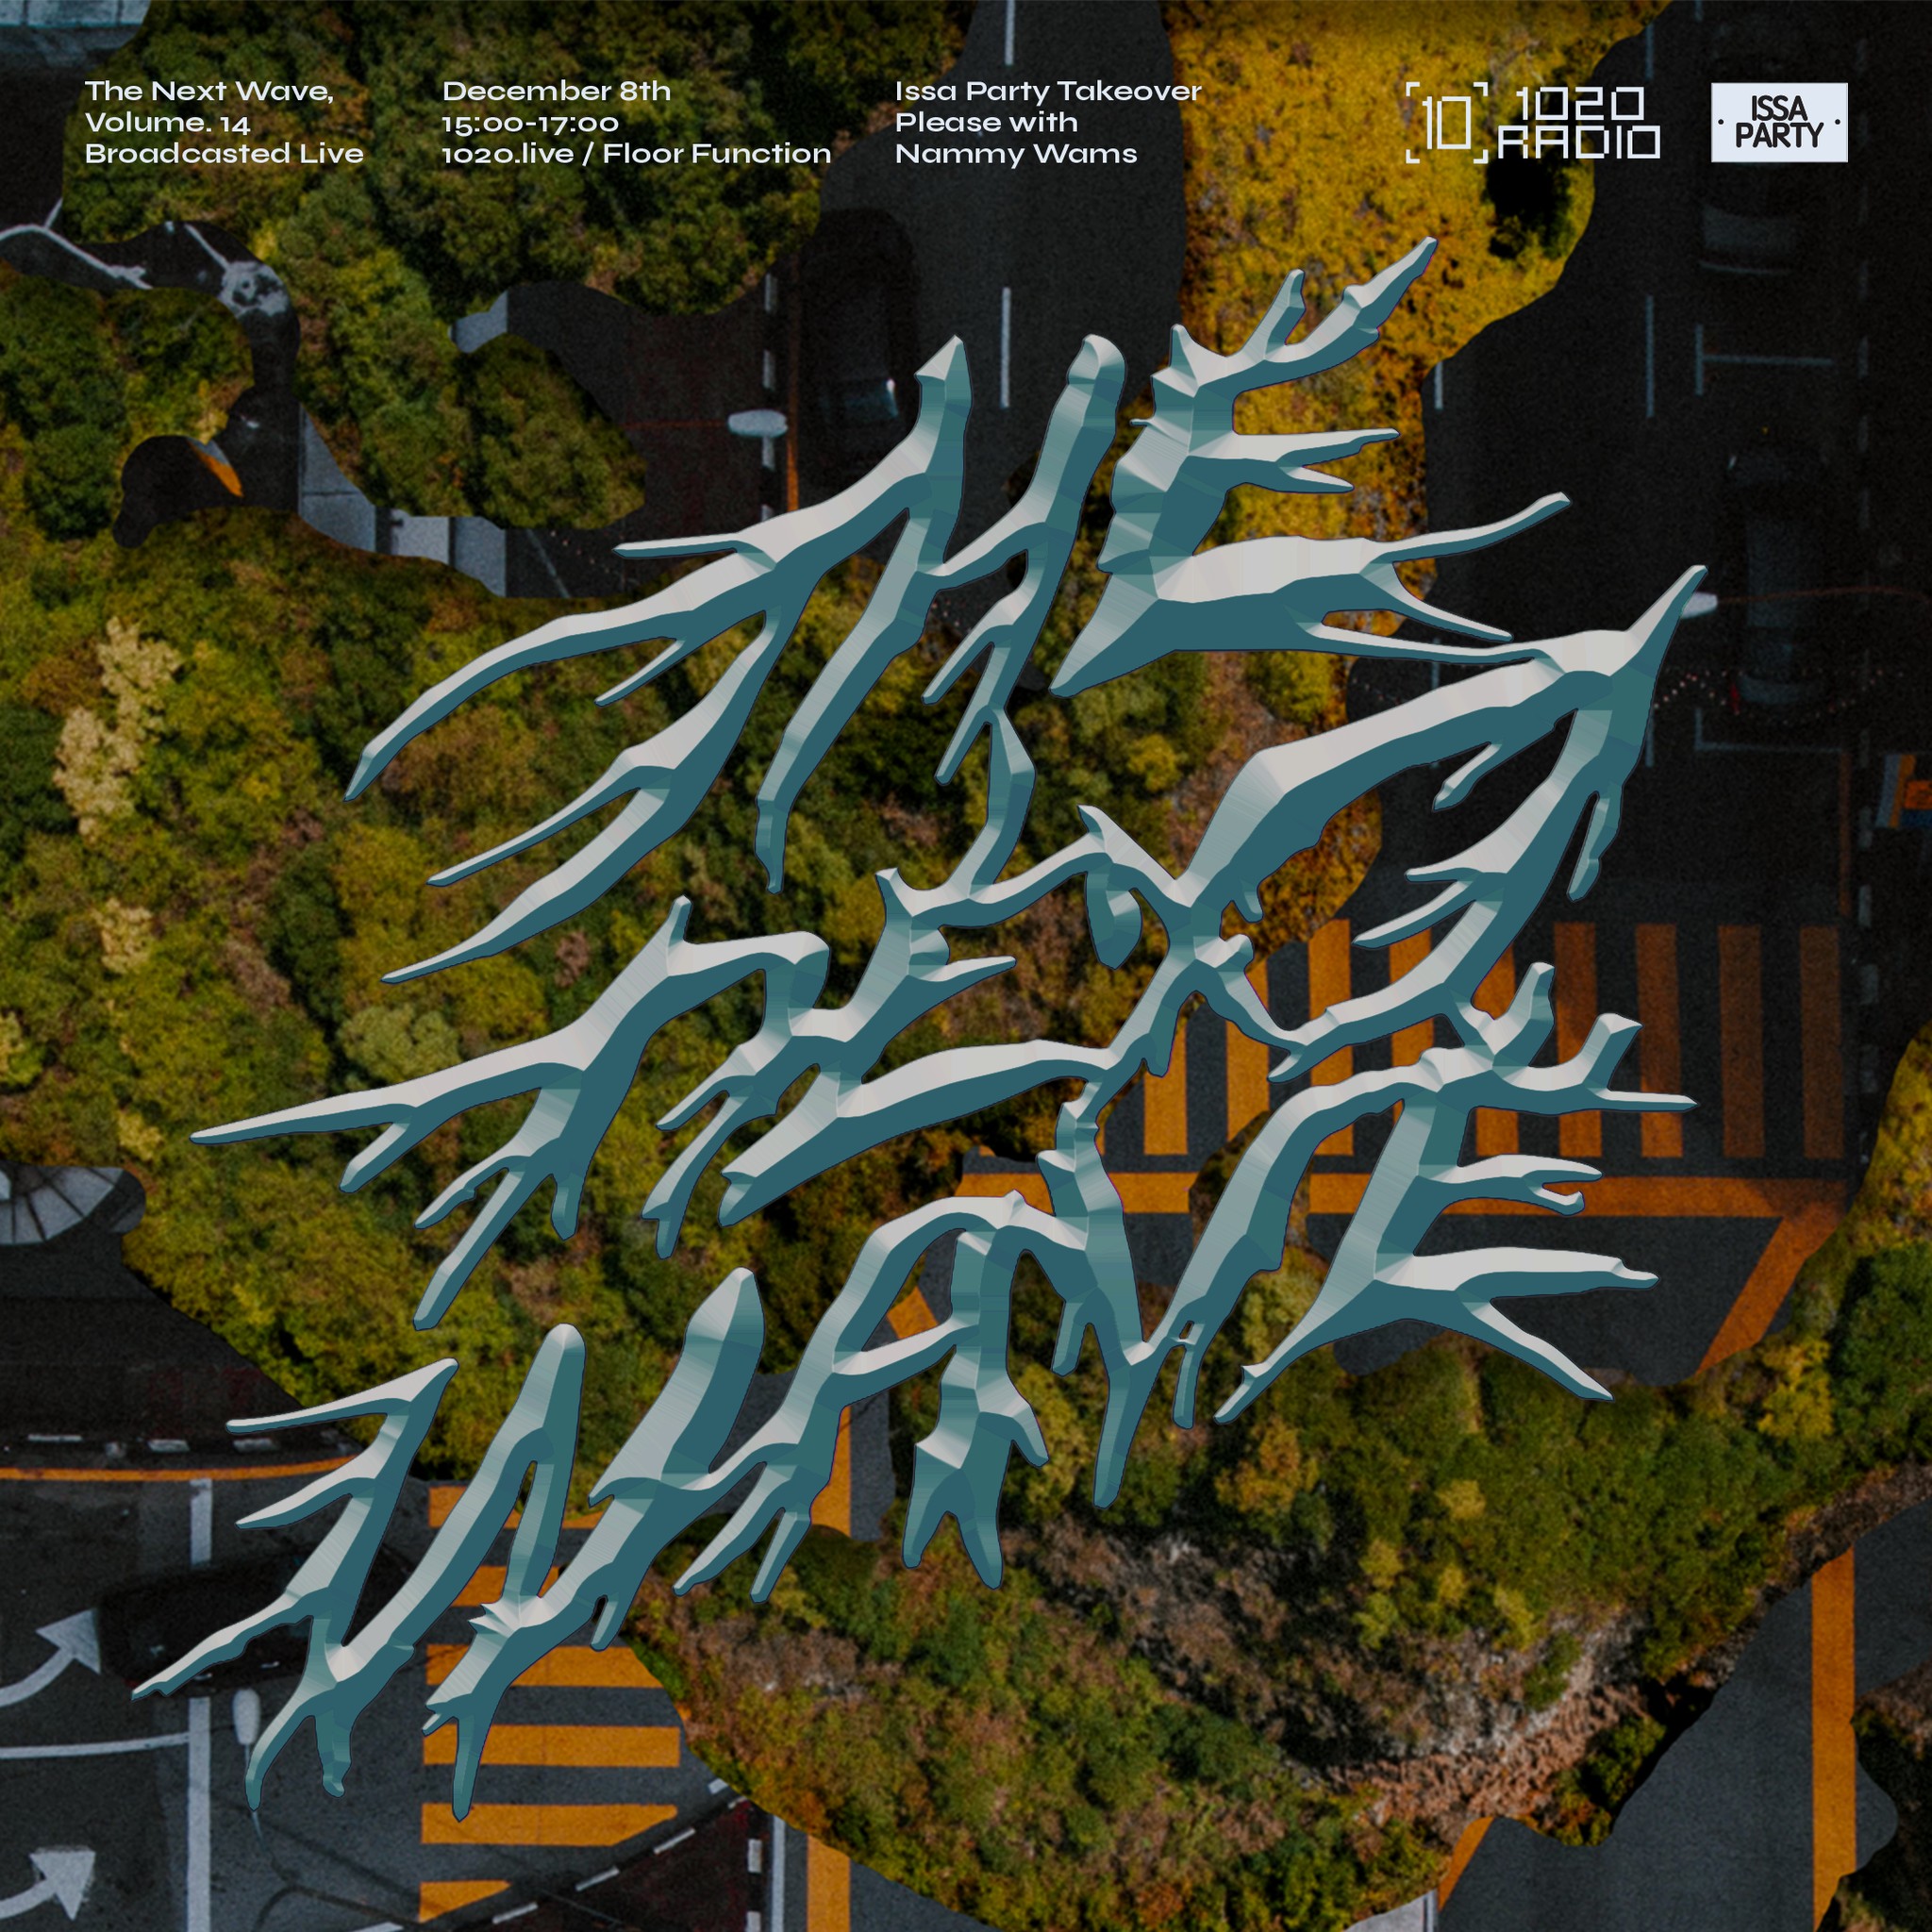 The Next Wave,
Volume. 14
Broadcasted Live
December 8th
15:00-17:00
1020.live / Floor Function
Issa Party Takeover
Please with
Nammy Wams
[10] 1020
RADIO
·ISSA
PARTY·
THE
NEXT
WAVE